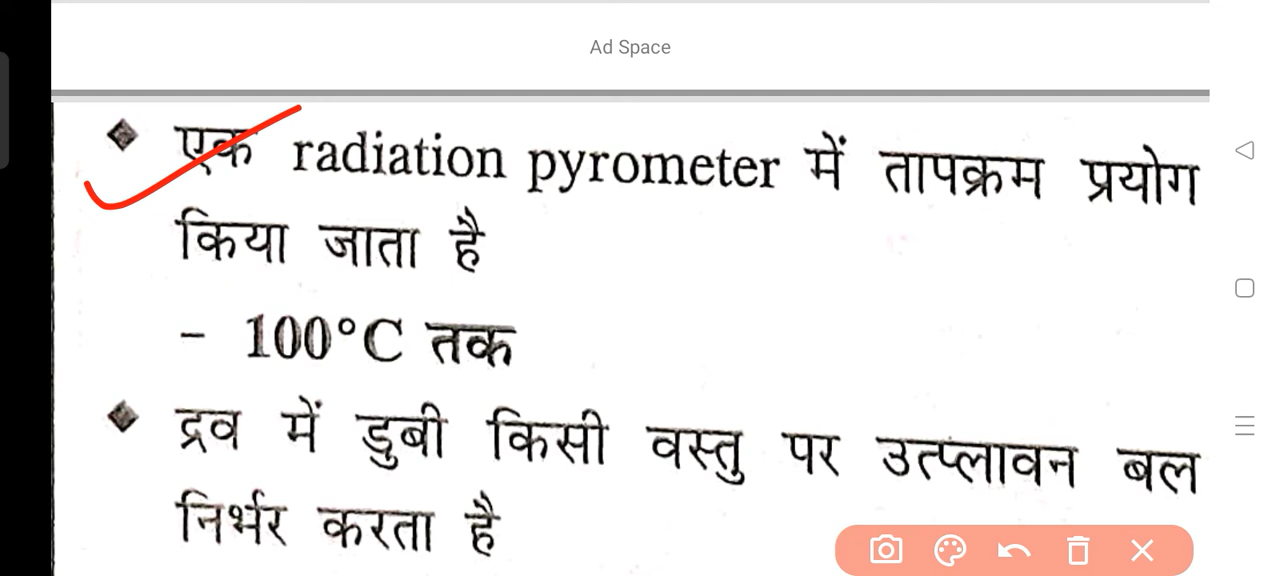 Ad Space
◆ एक radiation pyrometer में तापक्रम प्रयोग
किया जाता है
- 100°C तक
◆ द्रव में डुबी किसी वस्तु पर उत्प्लावन बल
निर्भर करता है